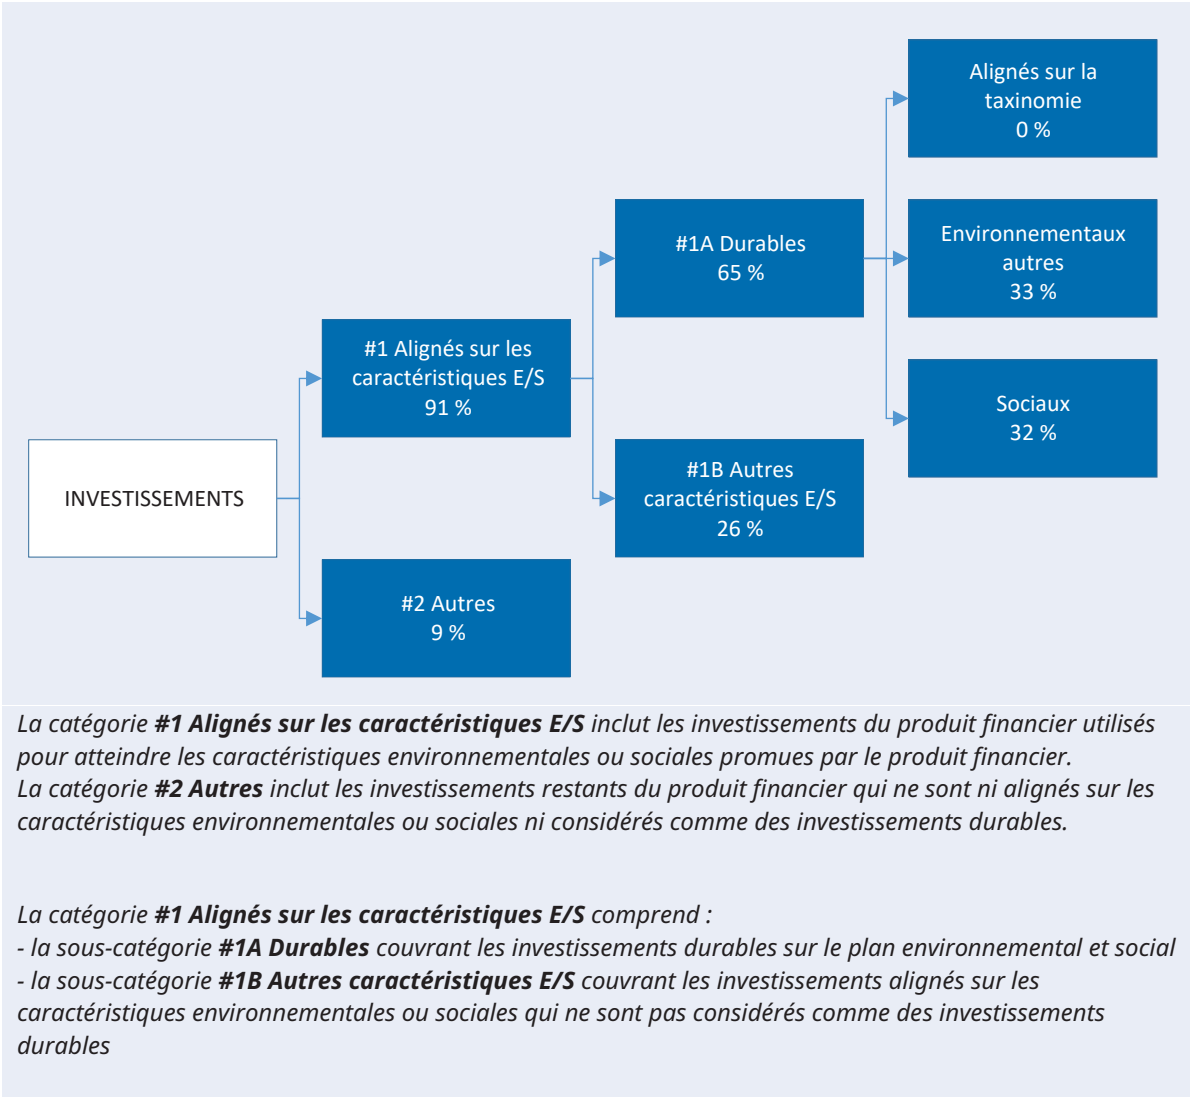 Alignés sur la
taxinomie
0 %
#1A Durables
65 %
Environnementaux
autres
33 %
#1 Alignés sur les
caractéristiques E/S
91 %
Sociaux
32 %
INVESTISSEMENTS
#1B Autres
caractéristiques E/S
26 %
#2 Autres
9 %
La catégorie #1 Alignés sur les caractéristiques E/S inclut les investissements du produit financier utilisés
pour atteindre les caractéristiques environnementales ou sociales promues par le produit financier.
La catégorie #2 Autres inclut les investissements restants du produit financier qui ne sont ni alignés sur les
caractéristiques environnementales ou sociales ni considérés comme des investissements durables.
La catégorie #1 Alignés sur les caractéristiques E/S comprend :
- la sous-catégorie #1A Durables couvrant les investissements durables sur le plan environnemental et social
- la sous-catégorie #1B Autres caractéristiques E/S couvrant les investissements alignés sur les
caractéristiques environnementales ou sociales qui ne sont pas considérés comme des investissements
durables